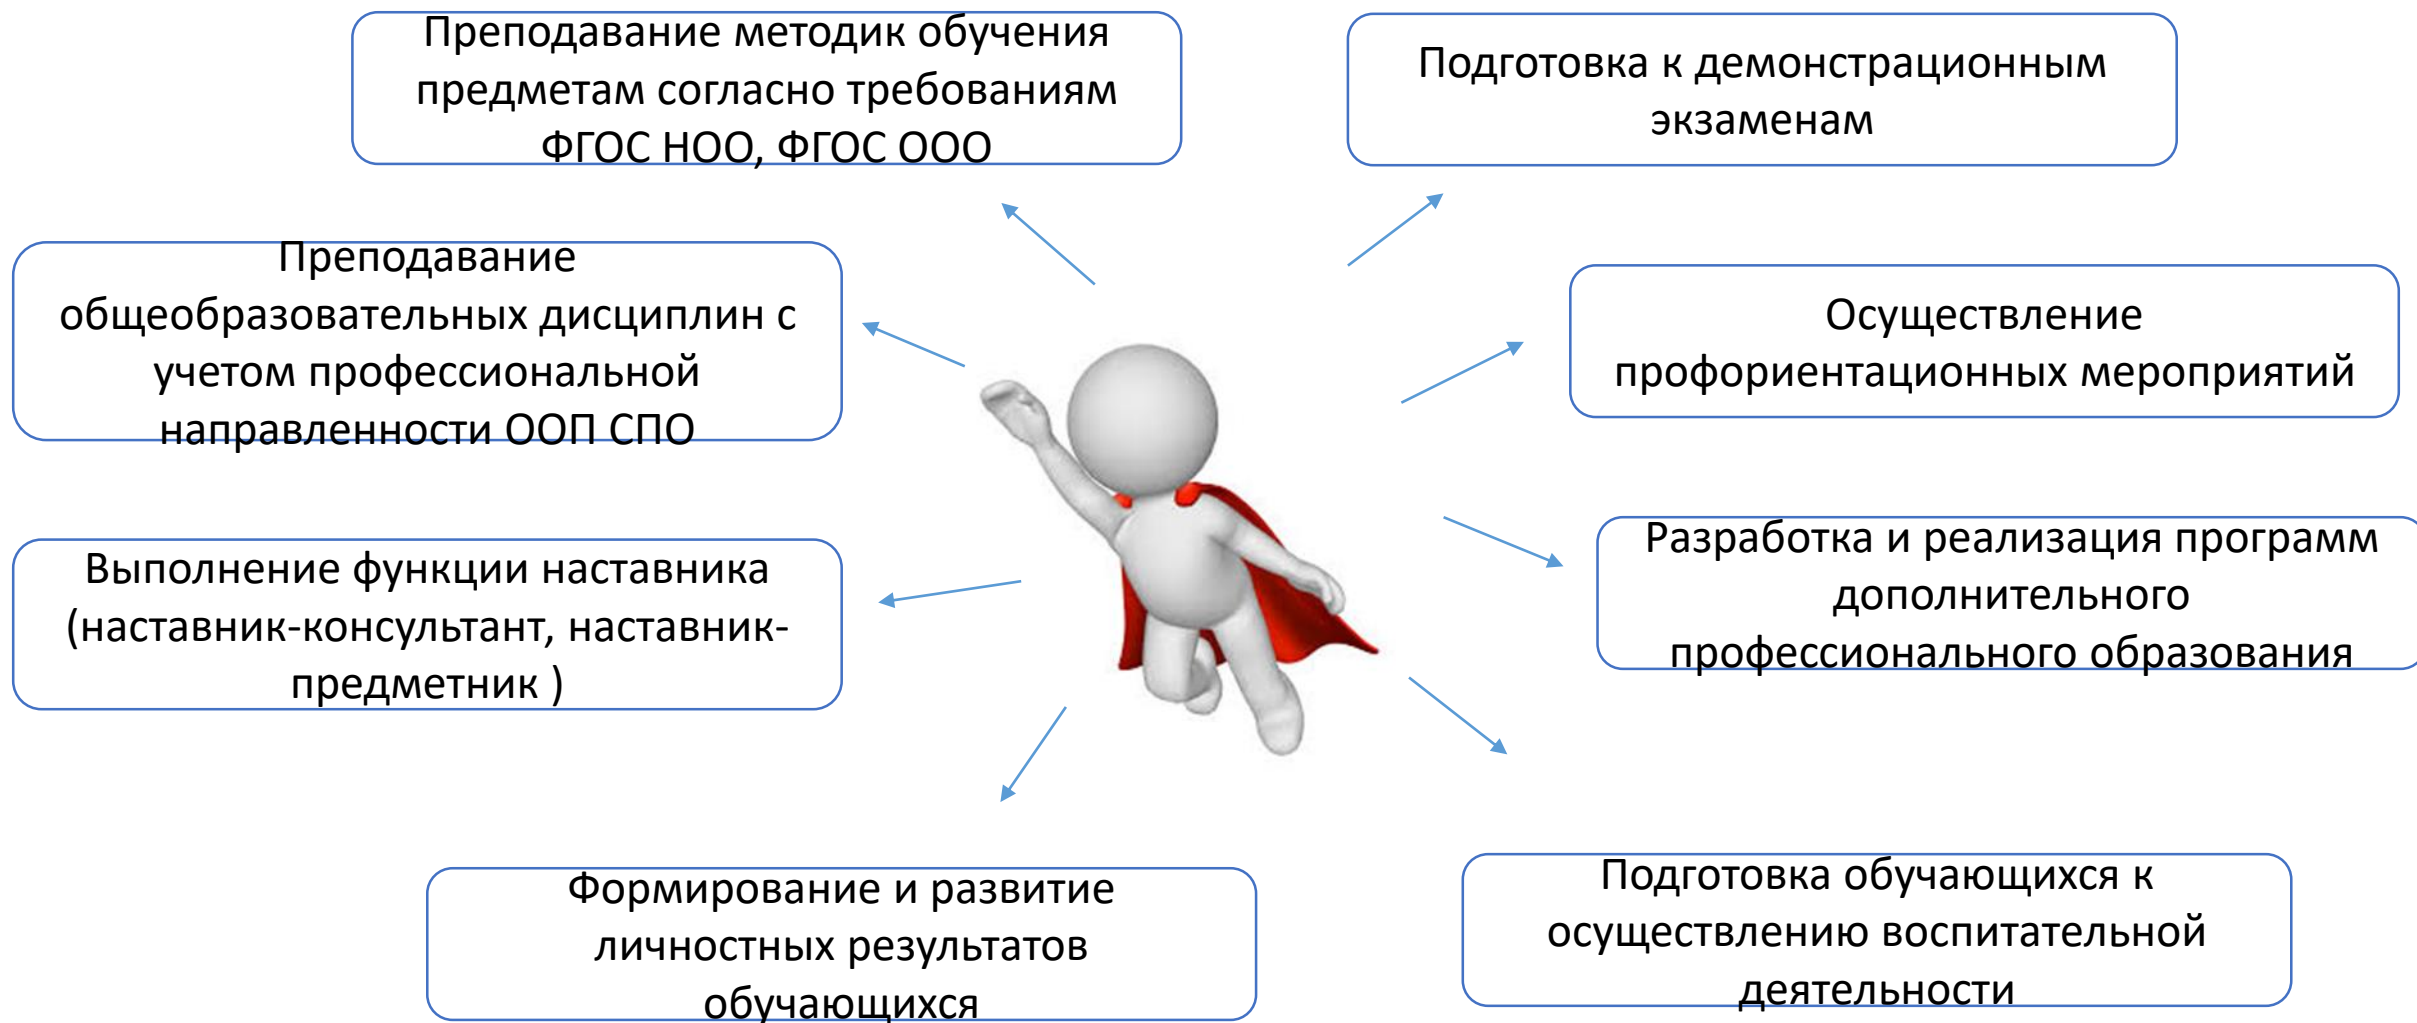 Преподавание методик обучения
предметам согласно требованиям
ФГОС НОО, ФГОС ООО
Подготовка к демонстрационным
экзаменам
Преподавание
общеобразовательных дисциплин с
учетом профессиональной
направленности ООП СПО
Осуществление
профориентационных мероприятий
Выполнение функции наставника
(наставник-консультант, наставник-
предметник )
Разработка и реализация программ
дополнительного
профессионального образования
Формирование и развитие
личностных результатов
обучающихся
Подготовка обучающихся к
осуществлению воспитательной
деятельности